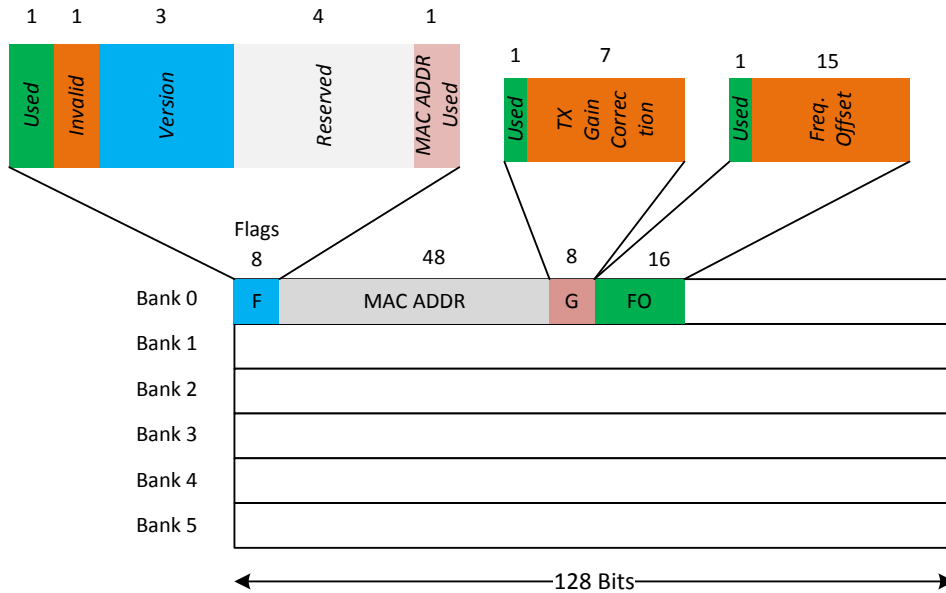 1 1 3 4 1
Used
Invalid
Version
Reserved
MAC ADDR
Used
1 7
Used
TX
Gain
Correc
tion
1 15
Used
Freq.
Offset
Flags
8 48 8 16
Bank 0 F MAC ADDR G FO
Bank 1
Bank 2
Bank 3
Bank 4
Bank 5
128 Bits